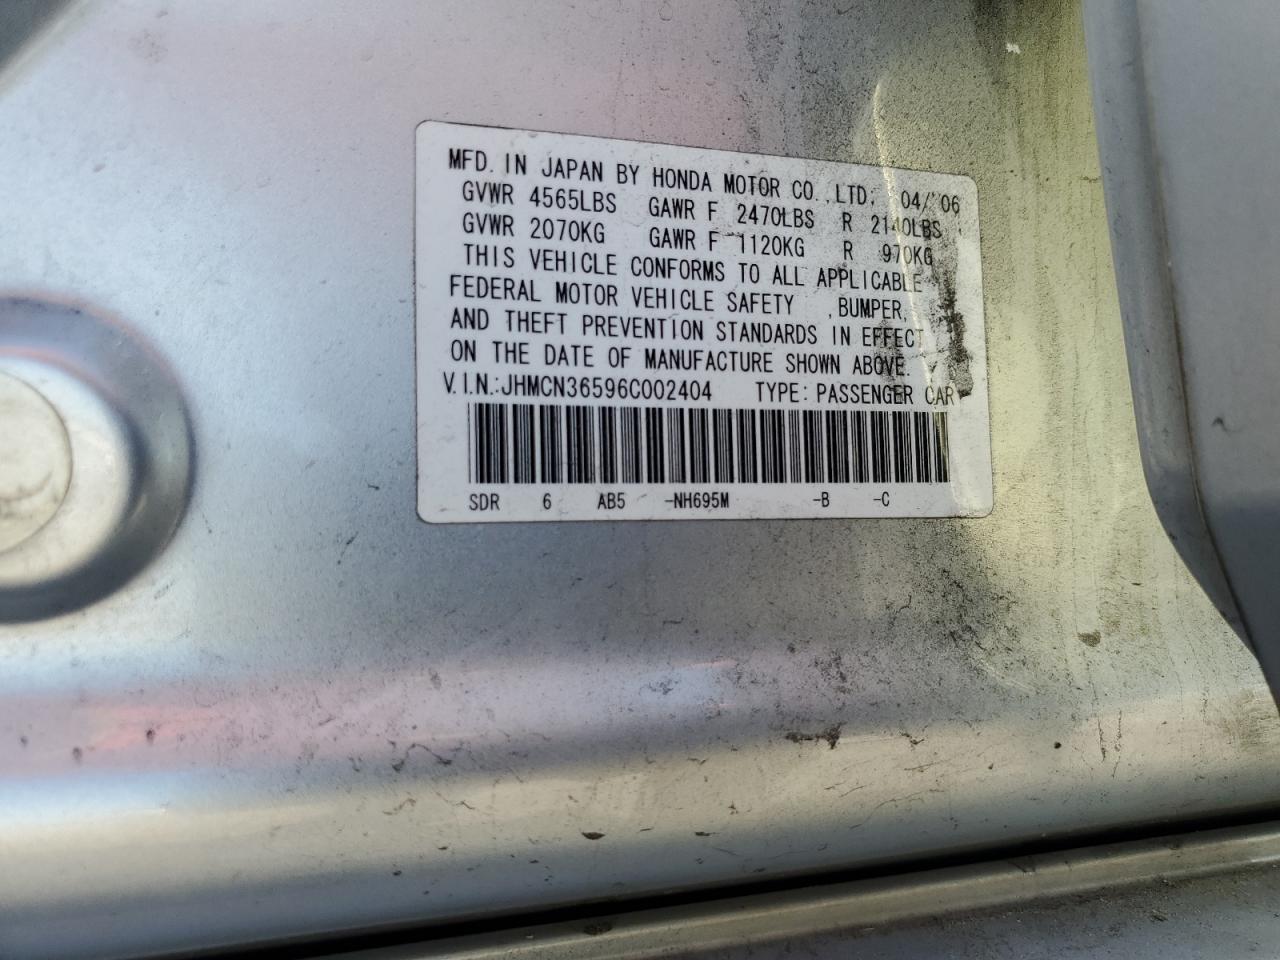 MFD. IN JAPAN BY HONDA MOTOR CO.,LTD. 04/'06
GVWR 4565LBS GAWR F 2470LBS R 2140LBS
GVWR 2070KG GAWR F 1120KG R 970KG
THIS VEHICLE CONFORMS TO ALL APPLICABLE
FEDERAL MOTOR VEHICLE SAFETY ,BUMPER,
AND THEFT PREVENTION STANDARDS IN EFFECT
ON THE DATE OF MANUFACTURE SHOWN ABOVE.
V.I.N.:JHMCN36596C002404 TYPE: PASSENGER CAR
SDR 6 AB5 -NH695M -B -C